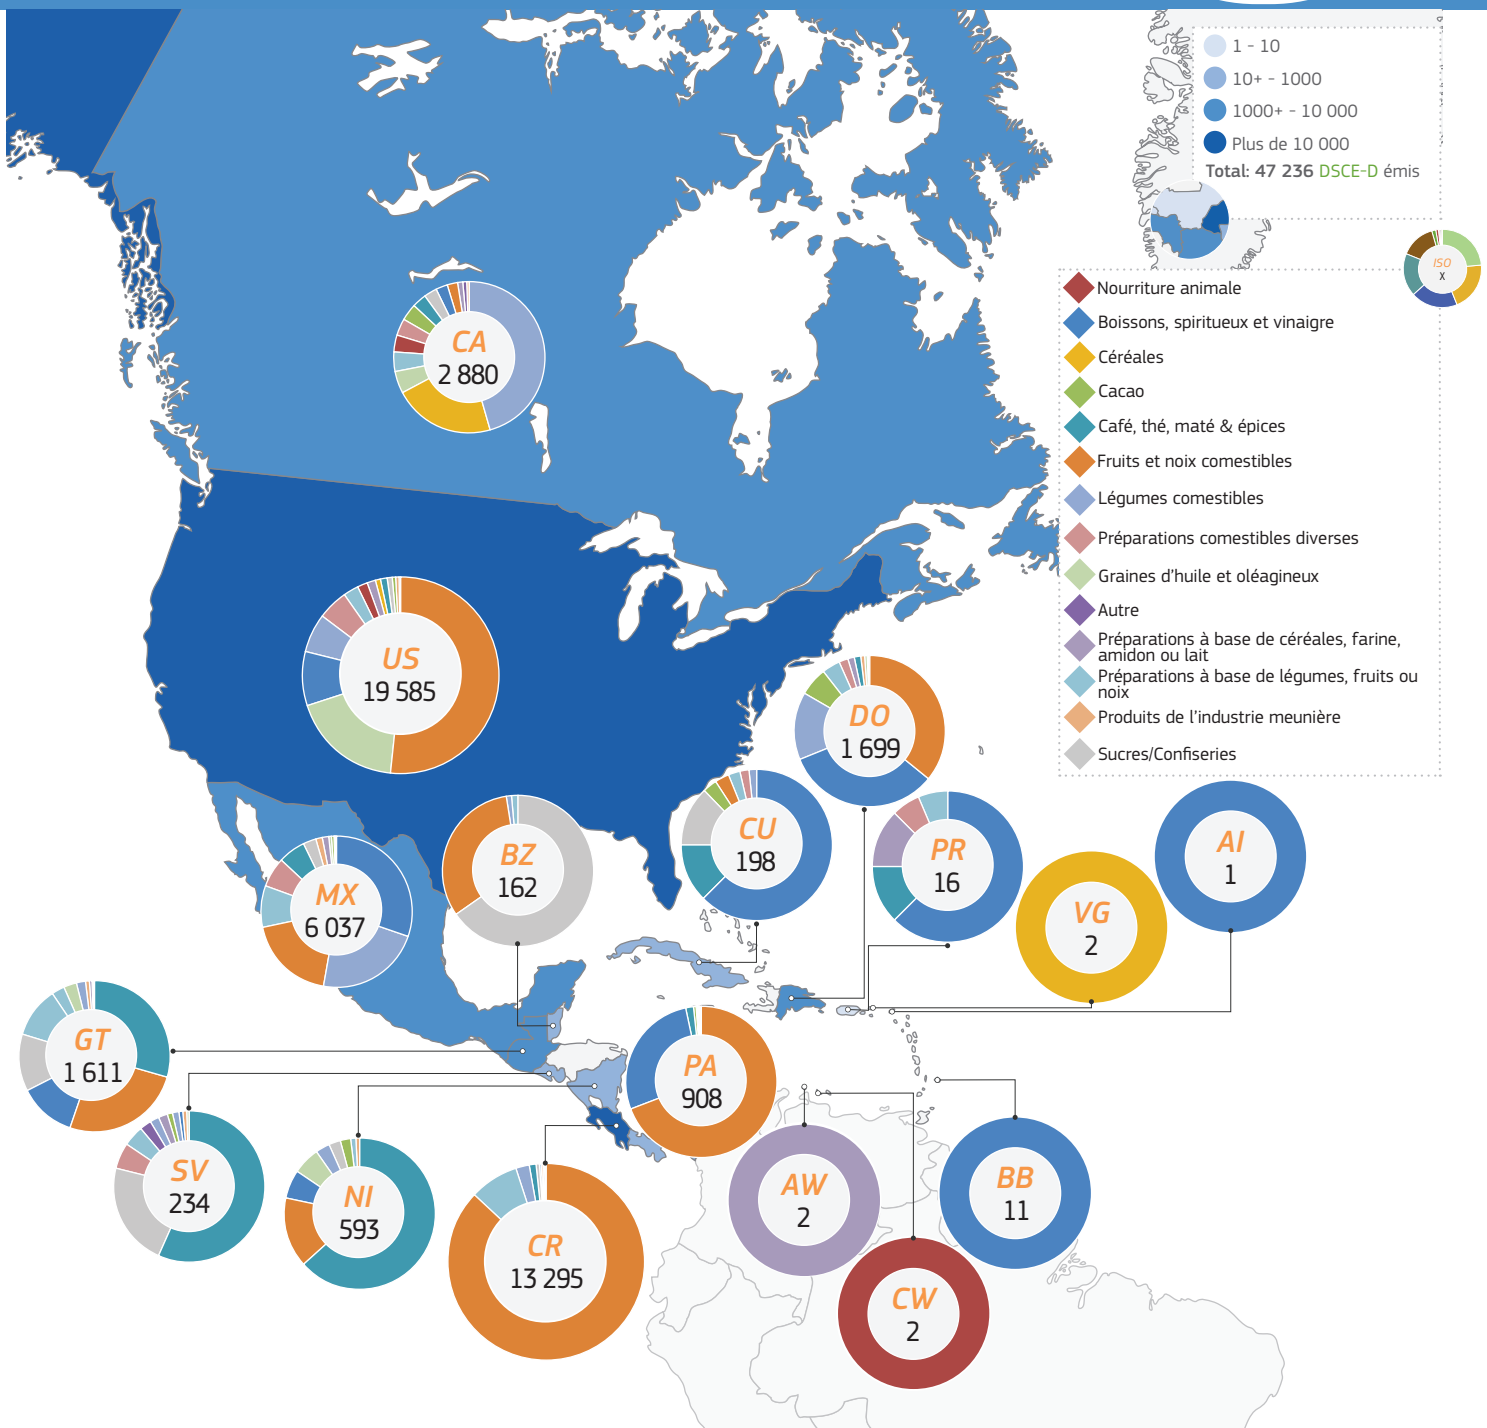 1 - 10
10+ - 1000
1000+ - 10 000
Plus de 10 000
Total: 47 236 DSCE-D émis
ISO
X
Nourriture animale
Boissons, spiritueux et vinaigre
Céréales
Cacao
Café, thé, maté & épices
Fruits et noix comestibles
Légumes comestibles
Préparations comestibles diverses
Graines d'huile et oléagineux
Autre
Préparations à base de céréales, farine,
amidon ou lait
Préparations à base de légumes, fruits ou
noix
Produits de l'industrie meunière
Sucres/Confiseries
CA
2 880
US
19 585
DO
1 699
CU
198
PR
16
AI
1
BZ
162
MX
6 037
VG
2
GT
1 611
PA
908
SV
234
NI
593
CR
13 295
AW
2
BB
11
CW
2